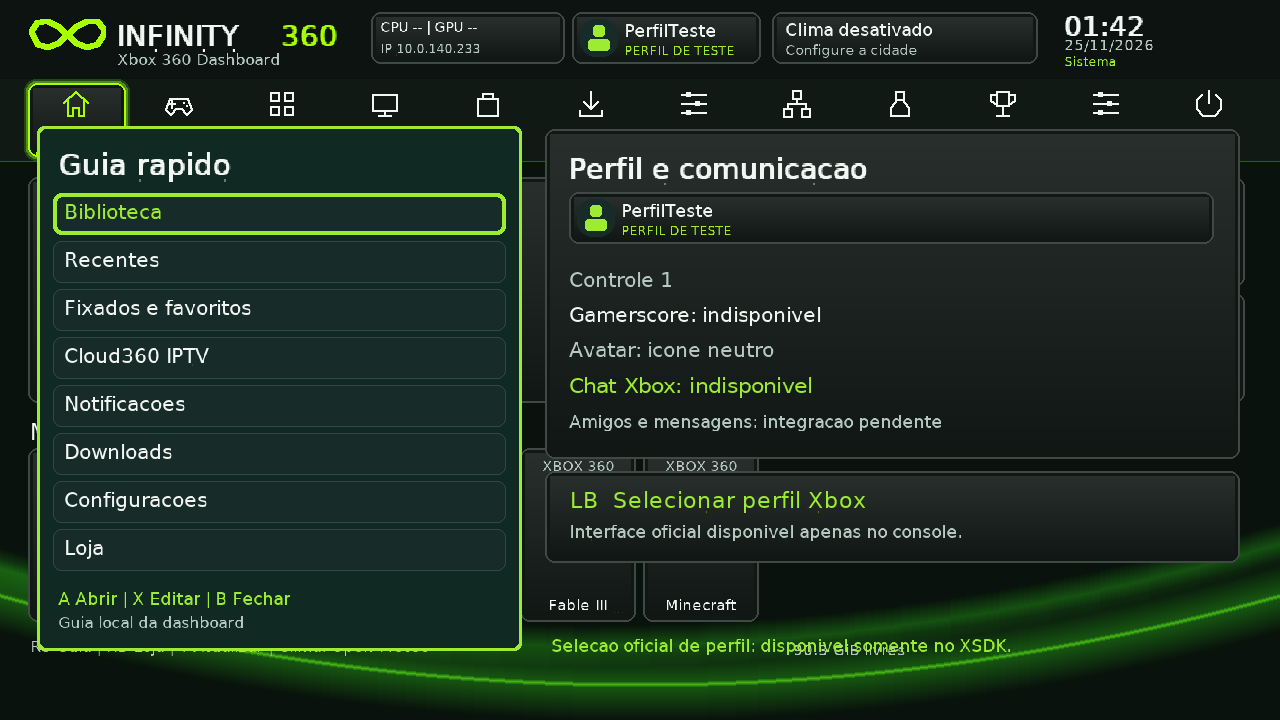 INFINITY 360
Xbox 360 Dashboard
CPU -- | GPU --
IP 10.0.140.233
PerfilTeste
PERFIL DE TESTE
Clima desativado
Configure a cidade
01:42
25/11/2026
Sistema
Guia rapido
Biblioteca
Recentes
Fixados e favoritos
Cloud360 IPTV
Notificacoes
Downloads
Configuracoes
Loja
A Abrir | X Editar | B Fechar
Guia local da dashboard
Perfil e comunicacao
PerfilTeste
PERFIL DE TESTE
Controle 1
Gamerscore: indisponivel
Avatar: icone neutro
Chat Xbox: indisponivel
Amigos e mensagens: integracao pendente
XBOX 360
XBOX 360
LB Selecionar perfil Xbox
Interface oficial disponivel apenas no console.
Fable III
Minecraft
Selecao oficial de perfil: disponivel somente no XSDK.